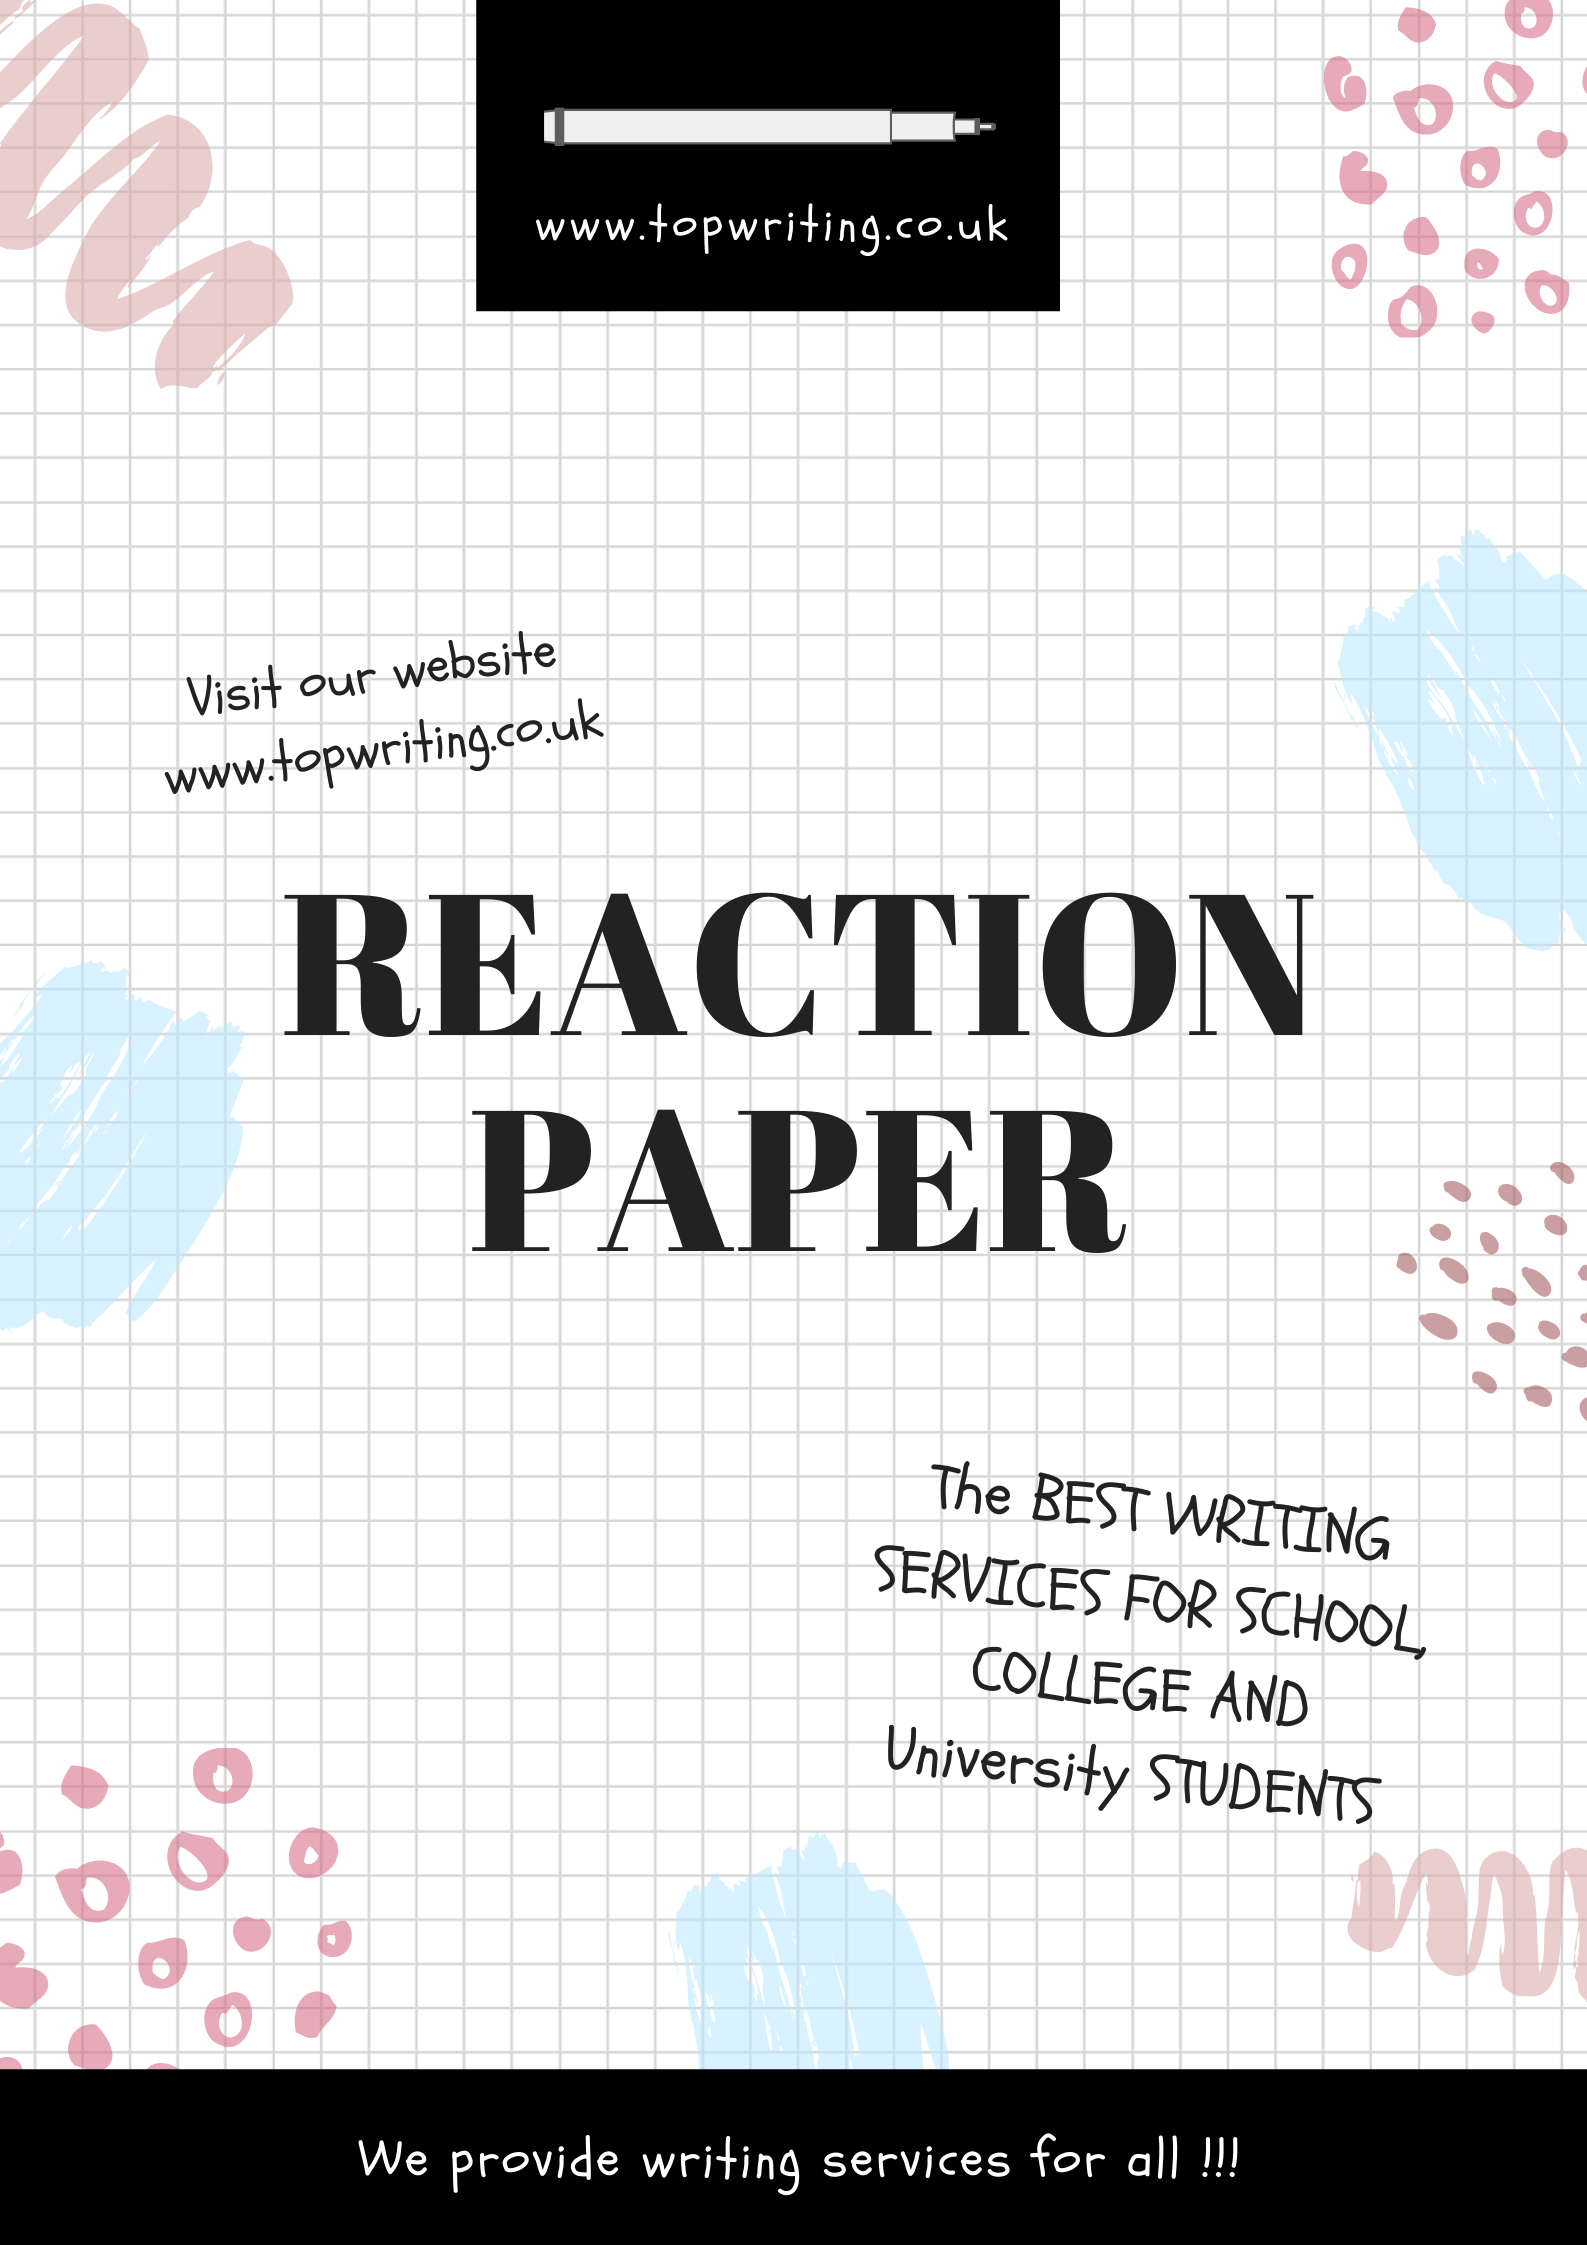 www.topwriting.co.uk
Visit our website
www.topwriting.co.uk
REACTION
PAPER
The BEST WRITING
SERVICES FOR SCHOOL,
COLLEGE AND
University STUDENTS
We provide writing services for all !!!